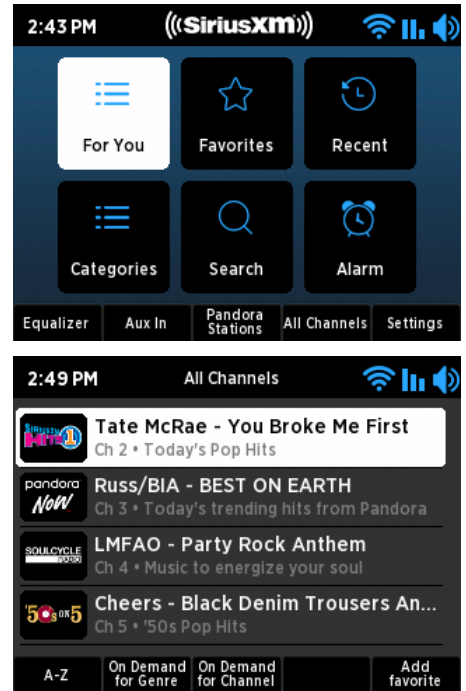 2:43 PM
((SiriusXM))
For You
Favorites
Recent
Categories
Search
Alarm
Equalizer
Aux In
Pandora
Stations
All Channels
Settings
2:49 PM
All Channels
SiriusXM
HITS 1
Tate McRae - You Broke Me First
Ch 2 • Today's Pop Hits
pandora
NOW
Russ/BIA - BEST ON EARTH
Ch 3 • Today's trending hits from Pandora
SOULCYCLE
RADIO
LMFAO - Party Rock Anthem
Ch 4 • Music to energize your soul
'50s on 5
Cheers - Black Denim Trousers An...
Ch 5 • '50s Pop Hits
A-Z
On Demand
for Genre
On Demand
for Channel
Add
favorite